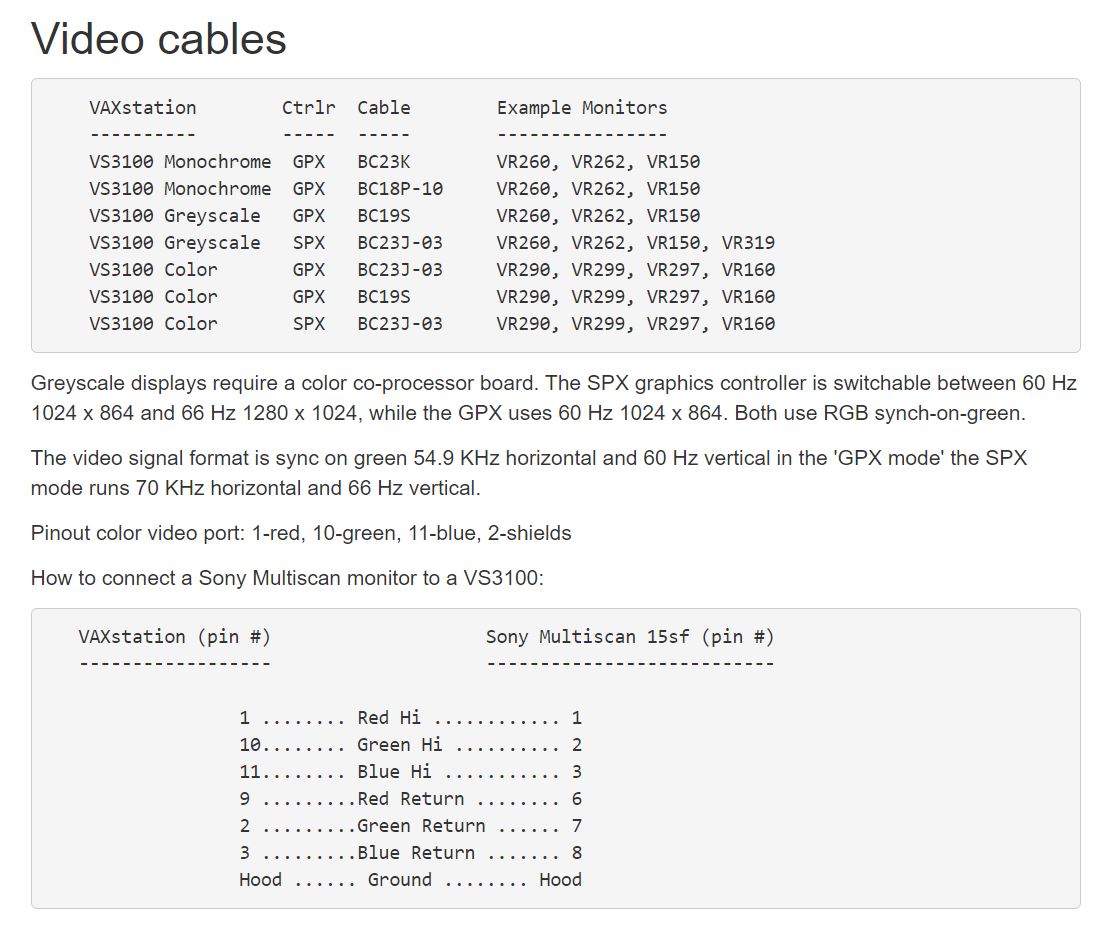 Video cables
VAXstation        Ctrlr  Cable        Example Monitors
----------        -----  -----        ----------------
VS3100 Monochrome  GPX   BC23K        VR260, VR262, VR150
VS3100 Monochrome  GPX   BC18P-10     VR260, VR262, VR150
VS3100 Greyscale   GPX   BC19S        VR260, VR262, VR150
VS3100 Greyscale   SPX   BC23J-03     VR260, VR262, VR150, VR319
VS3100 Color       GPX   BC23J-03     VR290, VR299, VR297, VR160
VS3100 Color       GPX   BC19S        VR290, VR299, VR297, VR160
VS3100 Color       SPX   BC23J-03     VR290, VR299, VR297, VR160
Greyscale displays require a color co-processor board. The SPX graphics controller is switchable between 60 Hz
1024 x 864 and 66 Hz 1280 x 1024, while the GPX uses 60 Hz 1024 x 864. Both use RGB synch-on-green.
The video signal format is sync on green 54.9 KHz horizontal and 60 Hz vertical in the 'GPX mode' the SPX
mode runs 70 KHz horizontal and 66 Hz vertical.
Pinout color video port: 1-red, 10-green, 11-blue, 2-shields
How to connect a Sony Multiscan monitor to a VS3100:
VAXstation (pin #)                    Sony Multiscan 15sf (pin #)
------------------                    ---------------------------
1 ........ Red Hi ............ 1
10........ Green Hi .......... 2
11........ Blue Hi ........... 3
9 .........Red Return ........ 6
2 .........Green Return ...... 7
3 .........Blue Return ....... 8
Hood ...... Ground ........ Hood